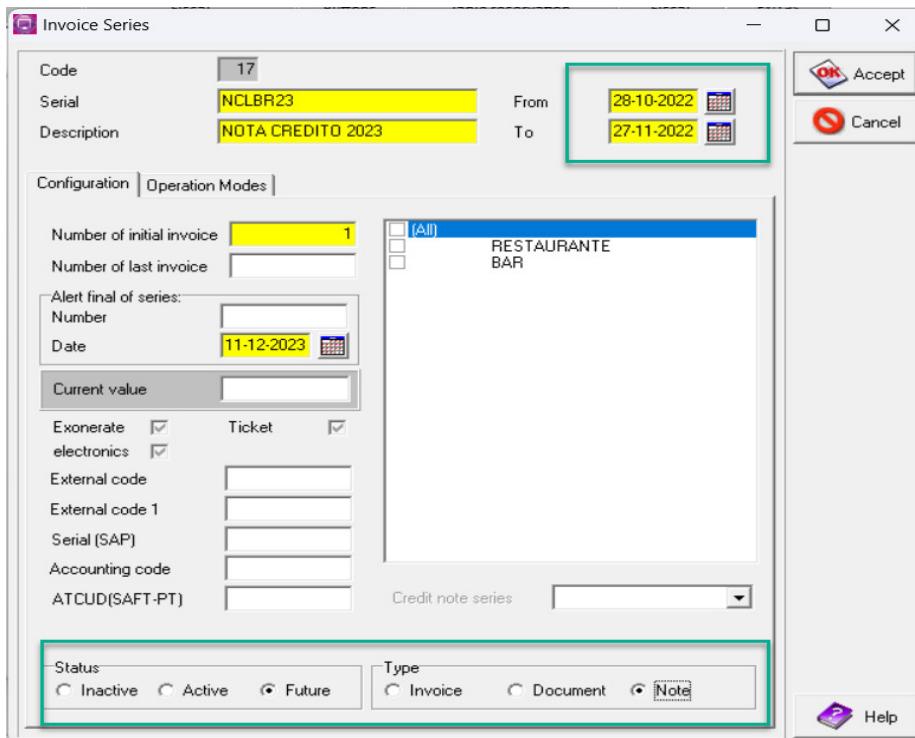 Invoice Series
Code 17
Serial NCLBR23 From 28-10-2022
Description NOTA CREDITO 2023 To 27-11-2022
OK Accept
Cancel
Configuration Operation Modes
Number of initial invoice 1
Number of last invoice
Alert final of series:
Number
Date 11-12-2023
Current value
Exonerate Ticket
electronics
External code
External code 1
Serial (SAP)
Accounting code
ATCUD(SAFT-PT)
(All)
RESTAURANTE
BAR
Credit note series
Status
Inactive Active Future
Type
Invoice Document Note
Help